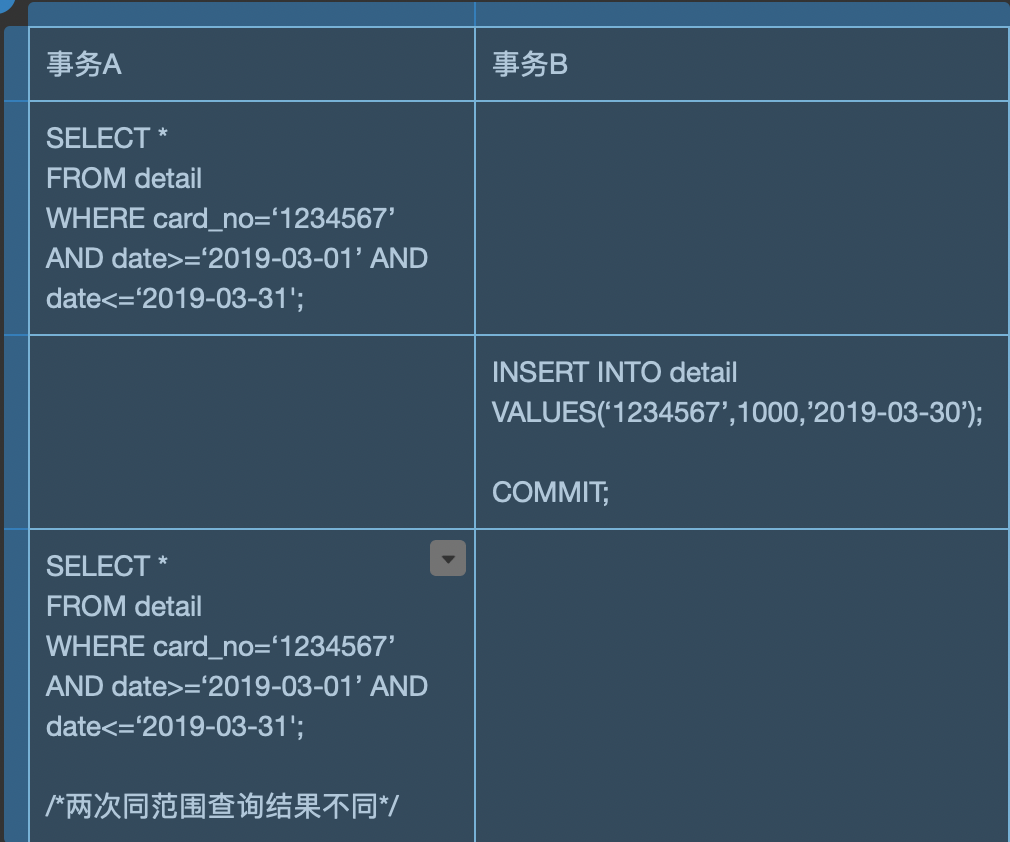 事务A
事务B
SELECT *
FROM detail
WHERE card_no=‘1234567’
AND date>=‘2019-03-01’ AND
date<=‘2019-03-31';
INSERT INTO detail
VALUES(‘1234567’,1000,’2019-03-30’);
COMMIT;
SELECT *
FROM detail
WHERE card_no=‘1234567’
AND date>=‘2019-03-01’ AND
date<=‘2019-03-31';
/*两次同范围查询结果不同*/